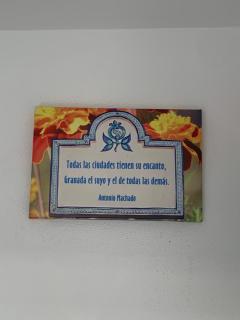 Todas las ciudades tienen su encanto,
Granada el suyo y el de todas las demás.
Antonio Machado